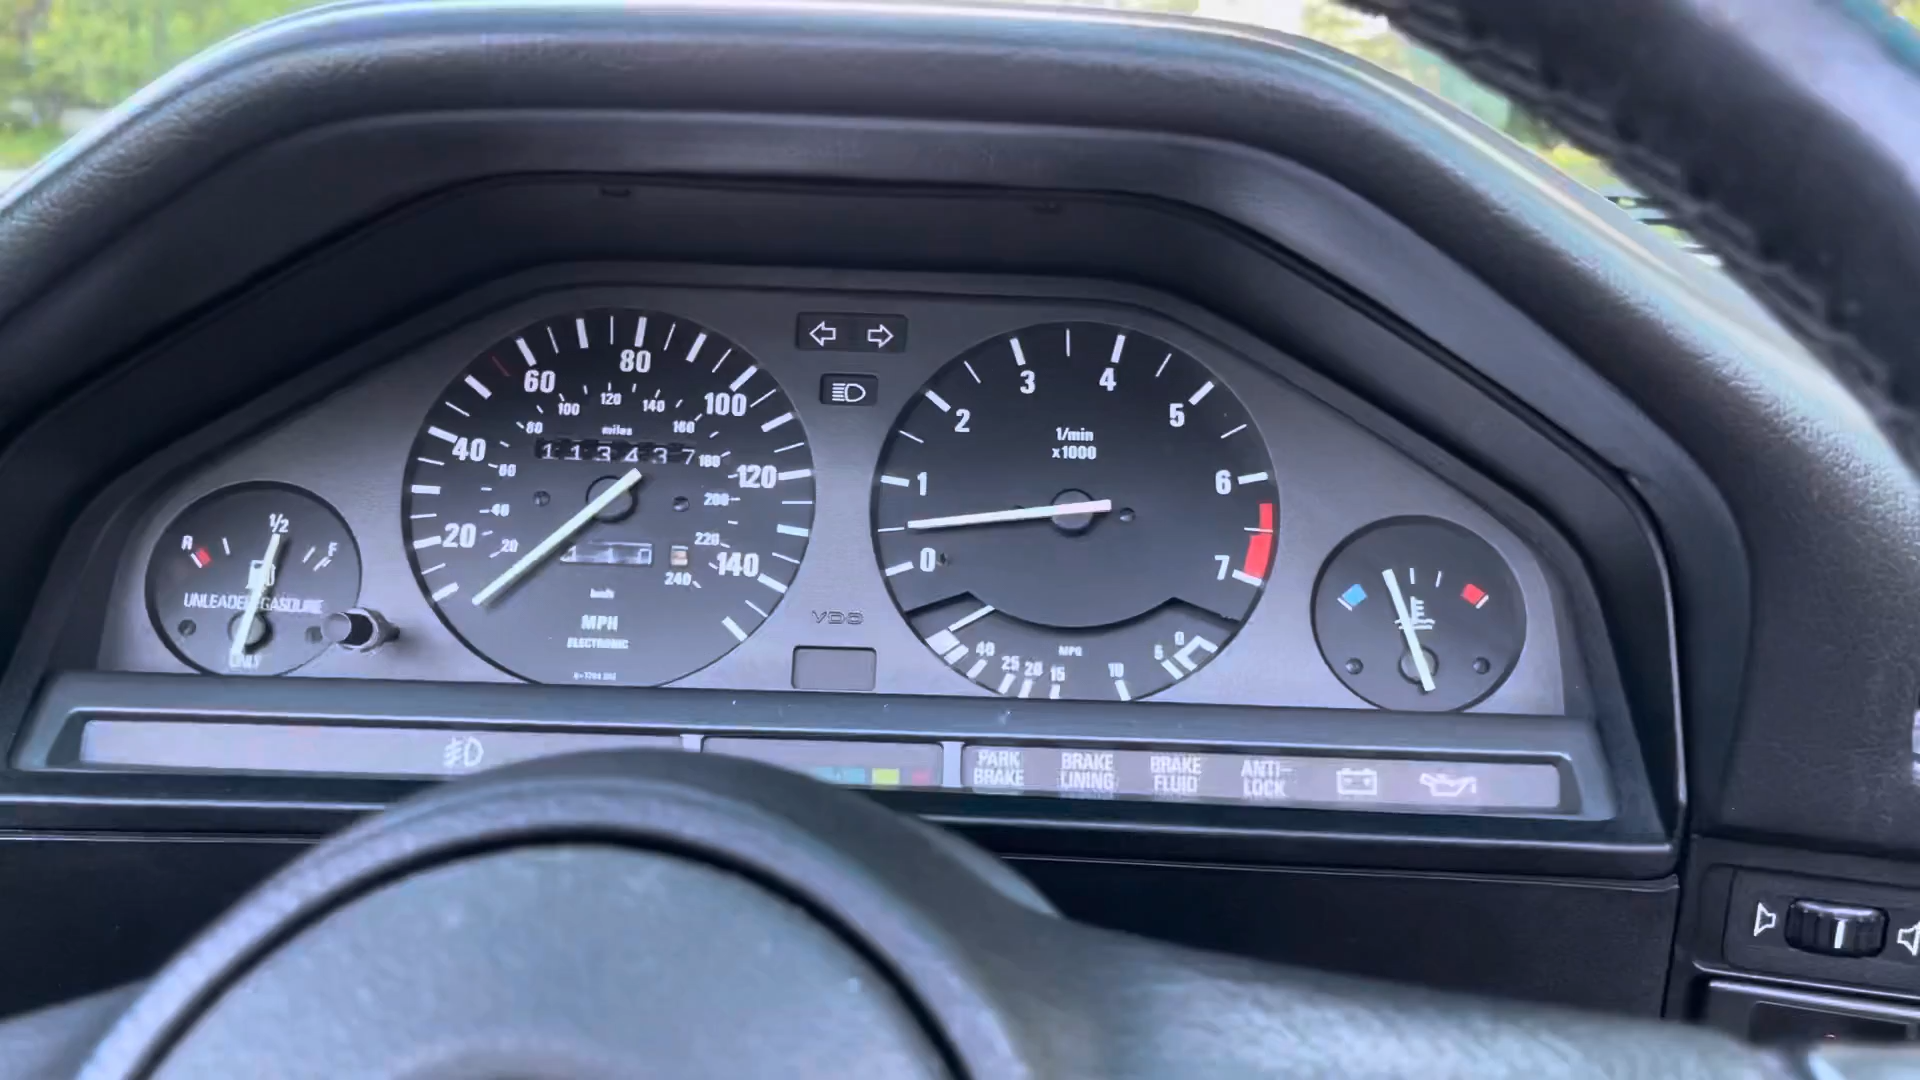 80
60
100
120
100
120
140
80
160
miles
40
60
113437
180
20
40
200
20
110
220
140
240
km/h
MPH
ELECTRONIC
R
1/2
F
UNLEADED GASOLINE
ONLY
VDO
3
4
2
5
1/min
x1000
1
6
0
7
40
25
20
15
MPG
10
5
0
PARK
BRAKE
BRAKE
LINING
BRAKE
FLUID
ANTI-
LOCK